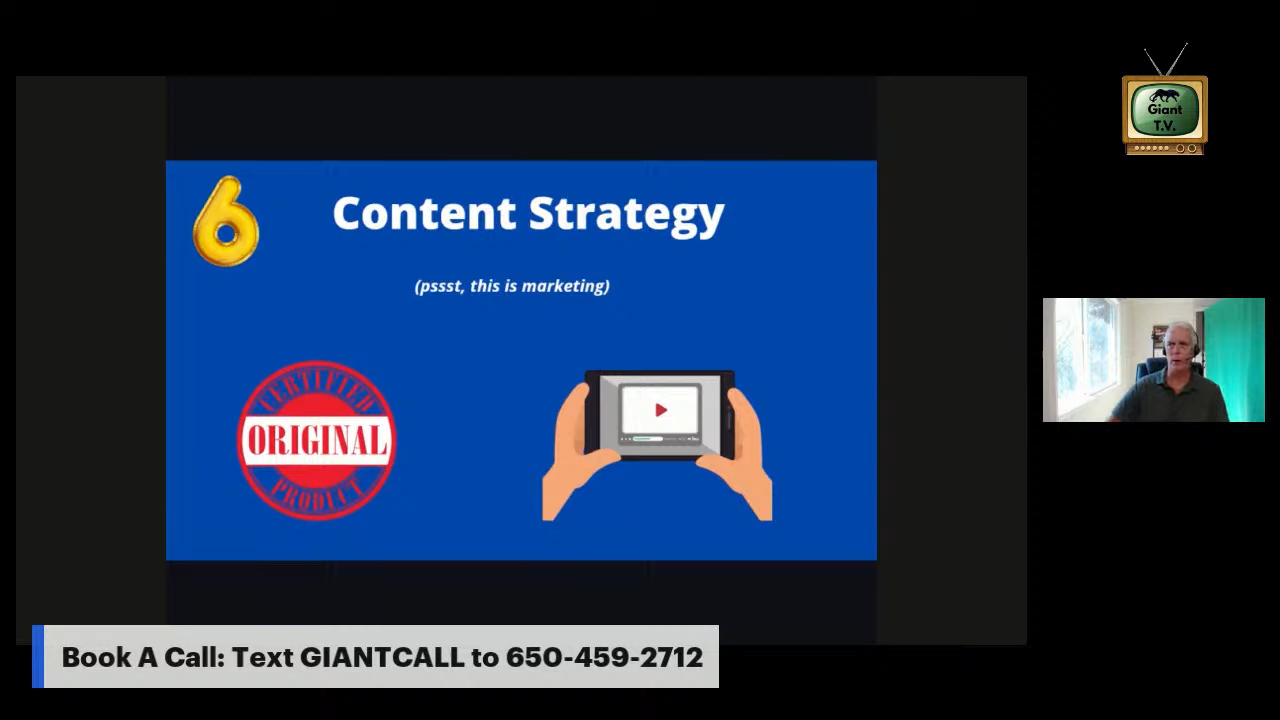 Giant
T.V.
6
Content Strategy
(pssst, this is marketing)
CERTIFIED
ORIGINAL
PRODUCT
Book A Call: Text GIANTCALL to 650-459-2712